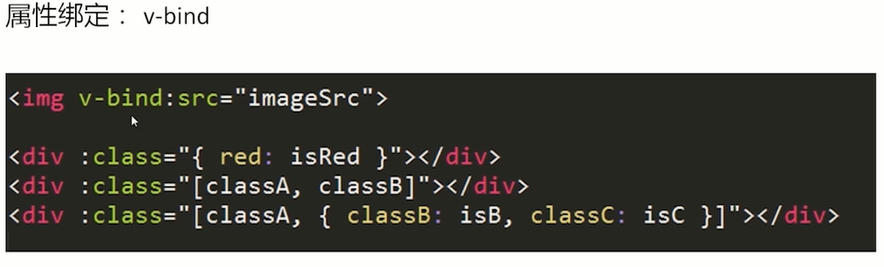 属性绑定： v-bind
<img v-bind:src="imageSrc">
<div :class="{ red: isRed }"></div>
<div :class="[classA, classB]"></div>
<div :class="[classA, { classB: isB, classC: isC }]"></div>